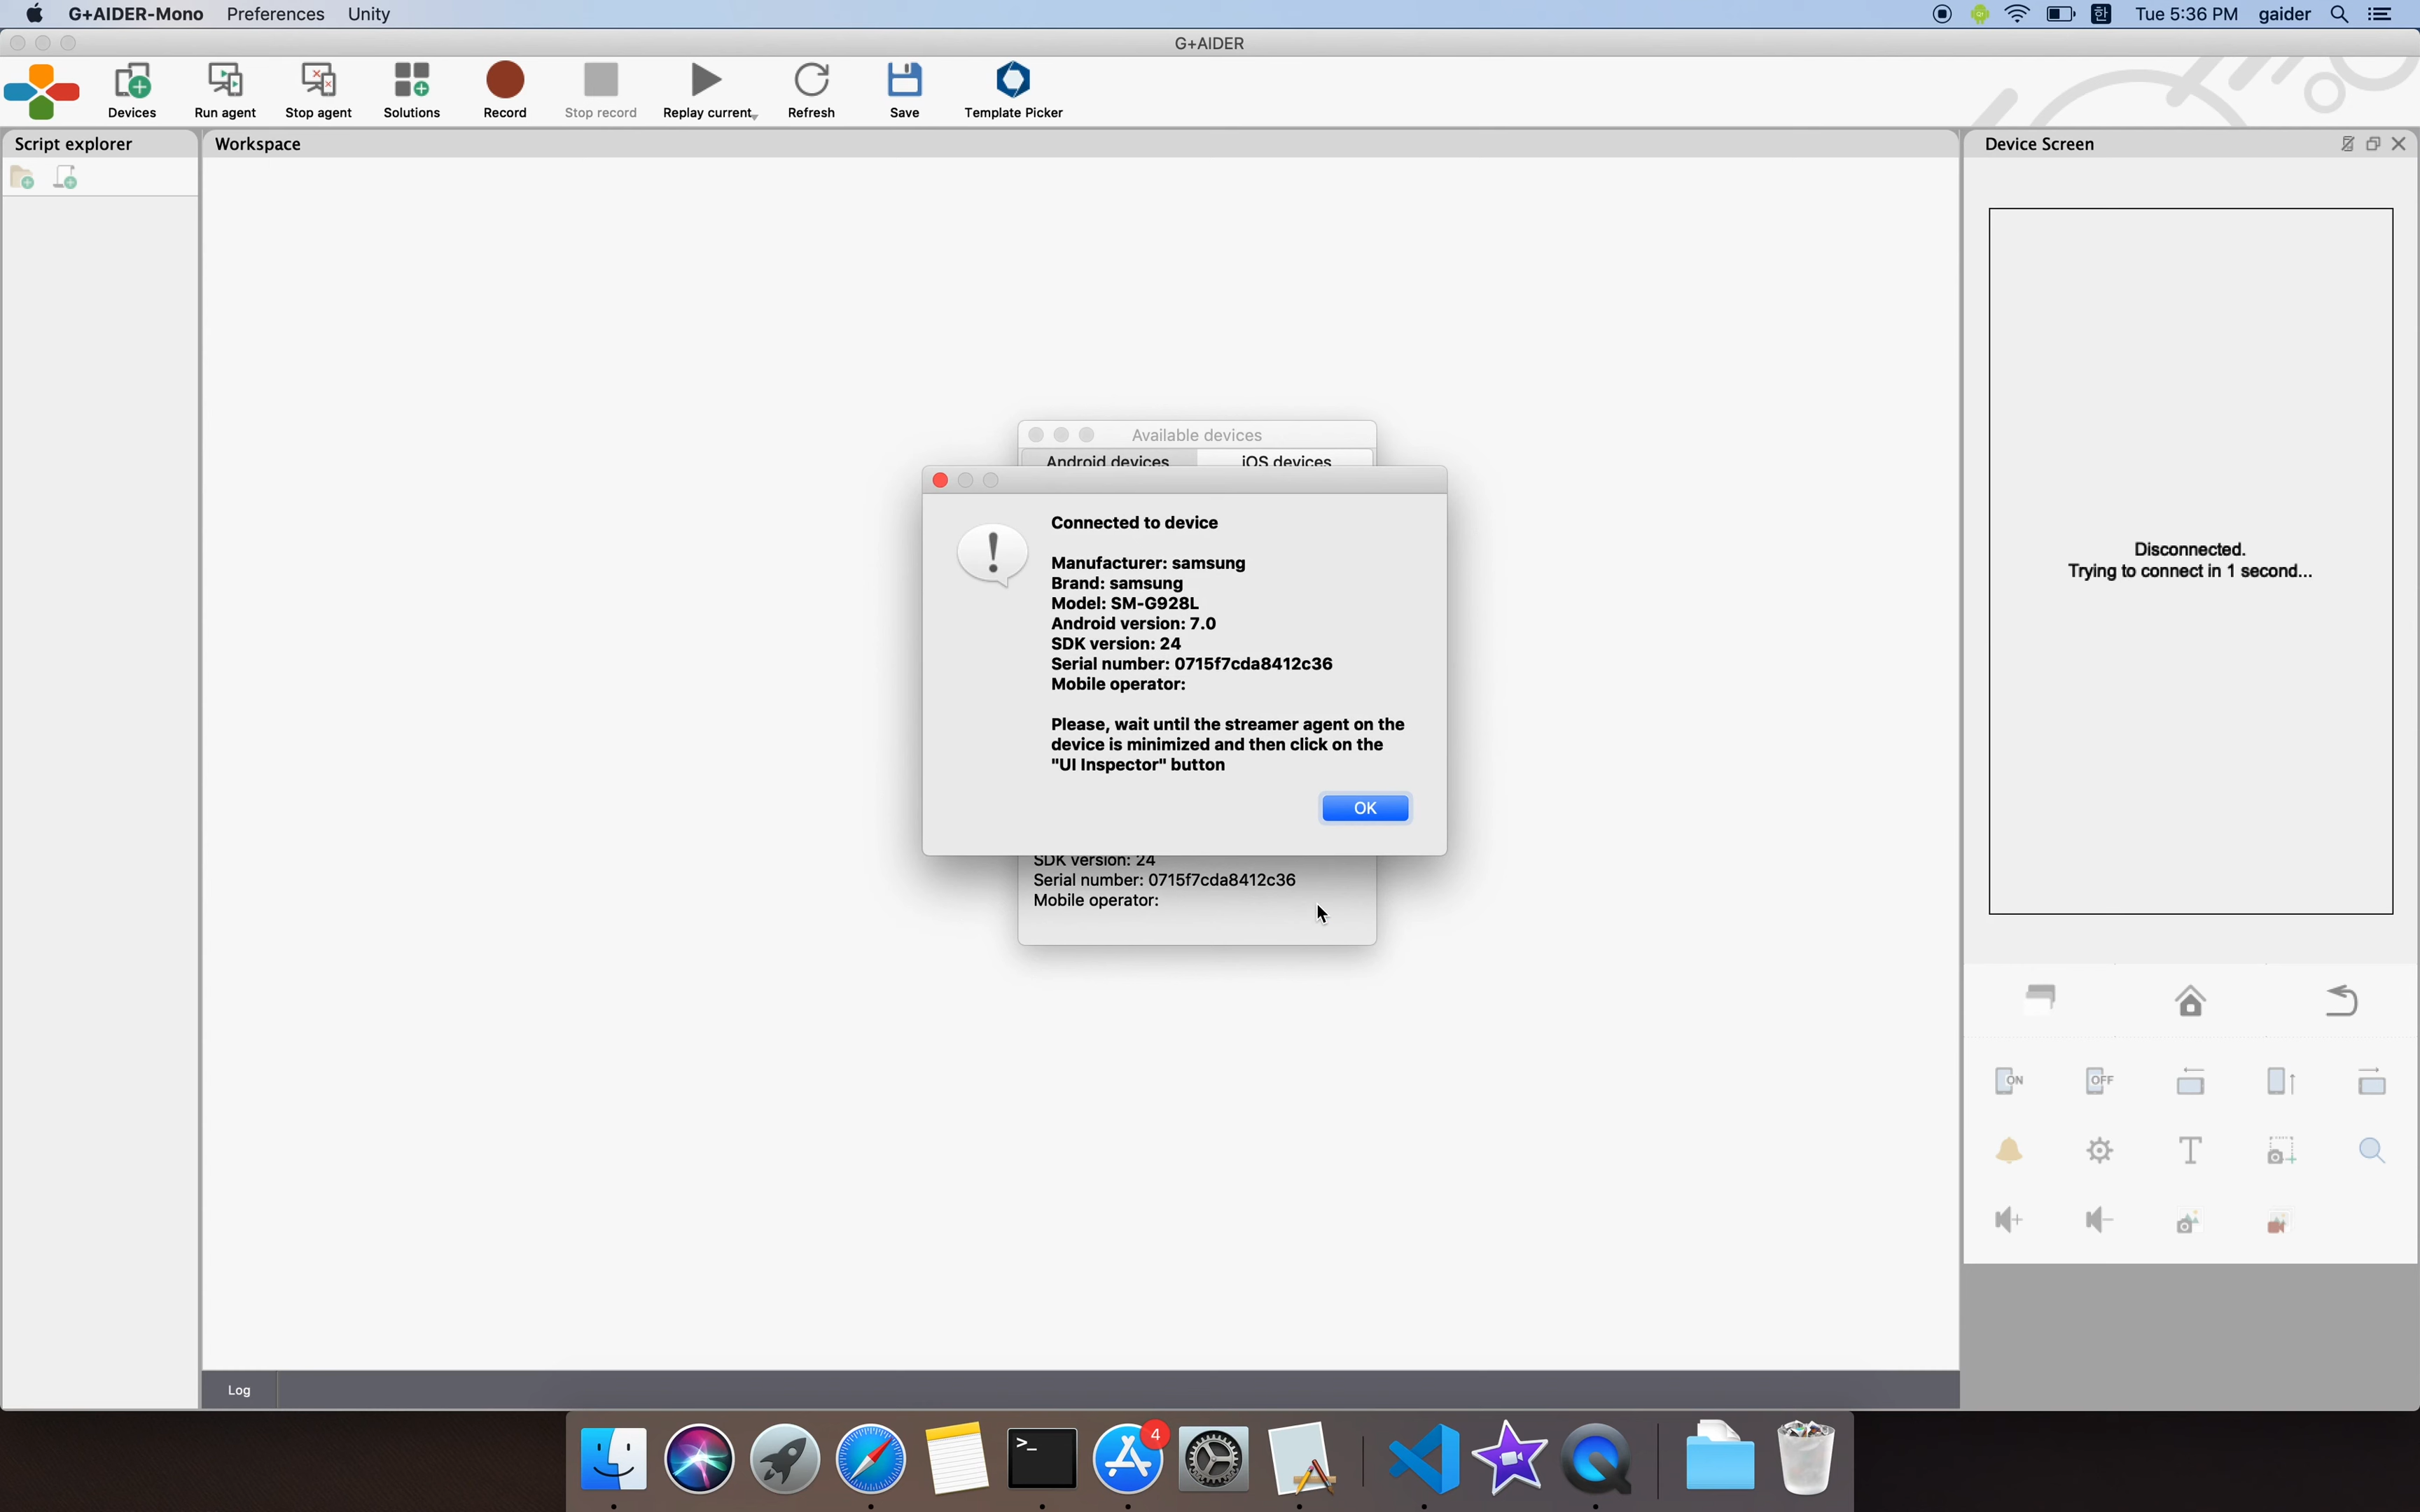 G+AIDER-Mono Preferences Unity
한 Tue 5:36 PM gaider
G+AIDER
Devices Run agent Stop agent Solutions Record Stop record Replay current Refresh Save Template Picker
Script explorer
Workspace
Device Screen
Available devices
Android devices iOS devices
Connected to device
Manufacturer: samsung
Brand: samsung
Model: SM-G928L
Android version: 7.0
SDK version: 24
Serial number: 0715f7cda8412c36
Mobile operator:
Please, wait until the streamer agent on the
device is minimized and then click on the
"UI Inspector" button
OK
SDK version: 24
Serial number: 0715f7cda8412c36
Mobile operator:
Disconnected.
Trying to connect in 1 second...
ON OFF
Log
>_
4